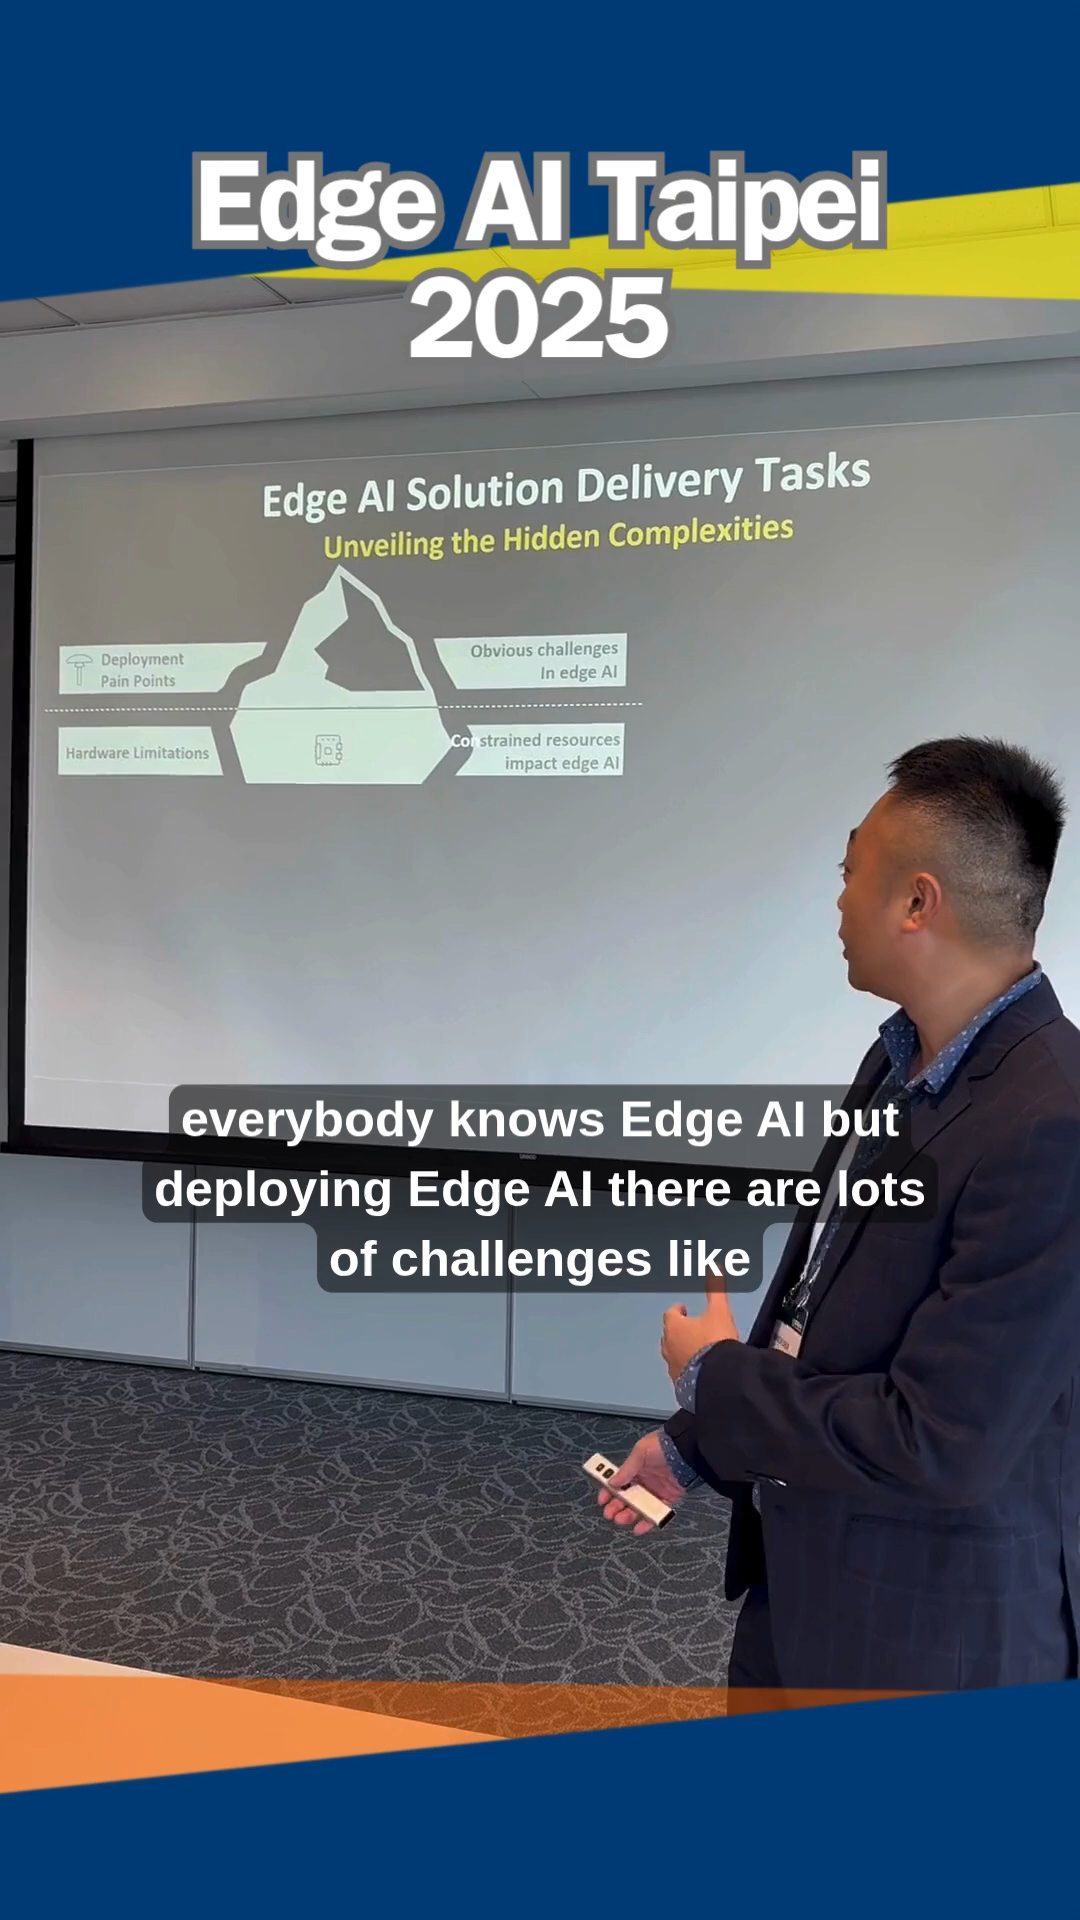 Edge AI Taipei
2025
Edge AI Solution Delivery Tasks
Unveiling the Hidden Complexities
Deployment
Pain Points
Obvious challenges
In edge AI
Hardware Limitations
Constrained resources
impact edge AI
everybody knows Edge AI but
deploying Edge AI there are lots
of challenges like